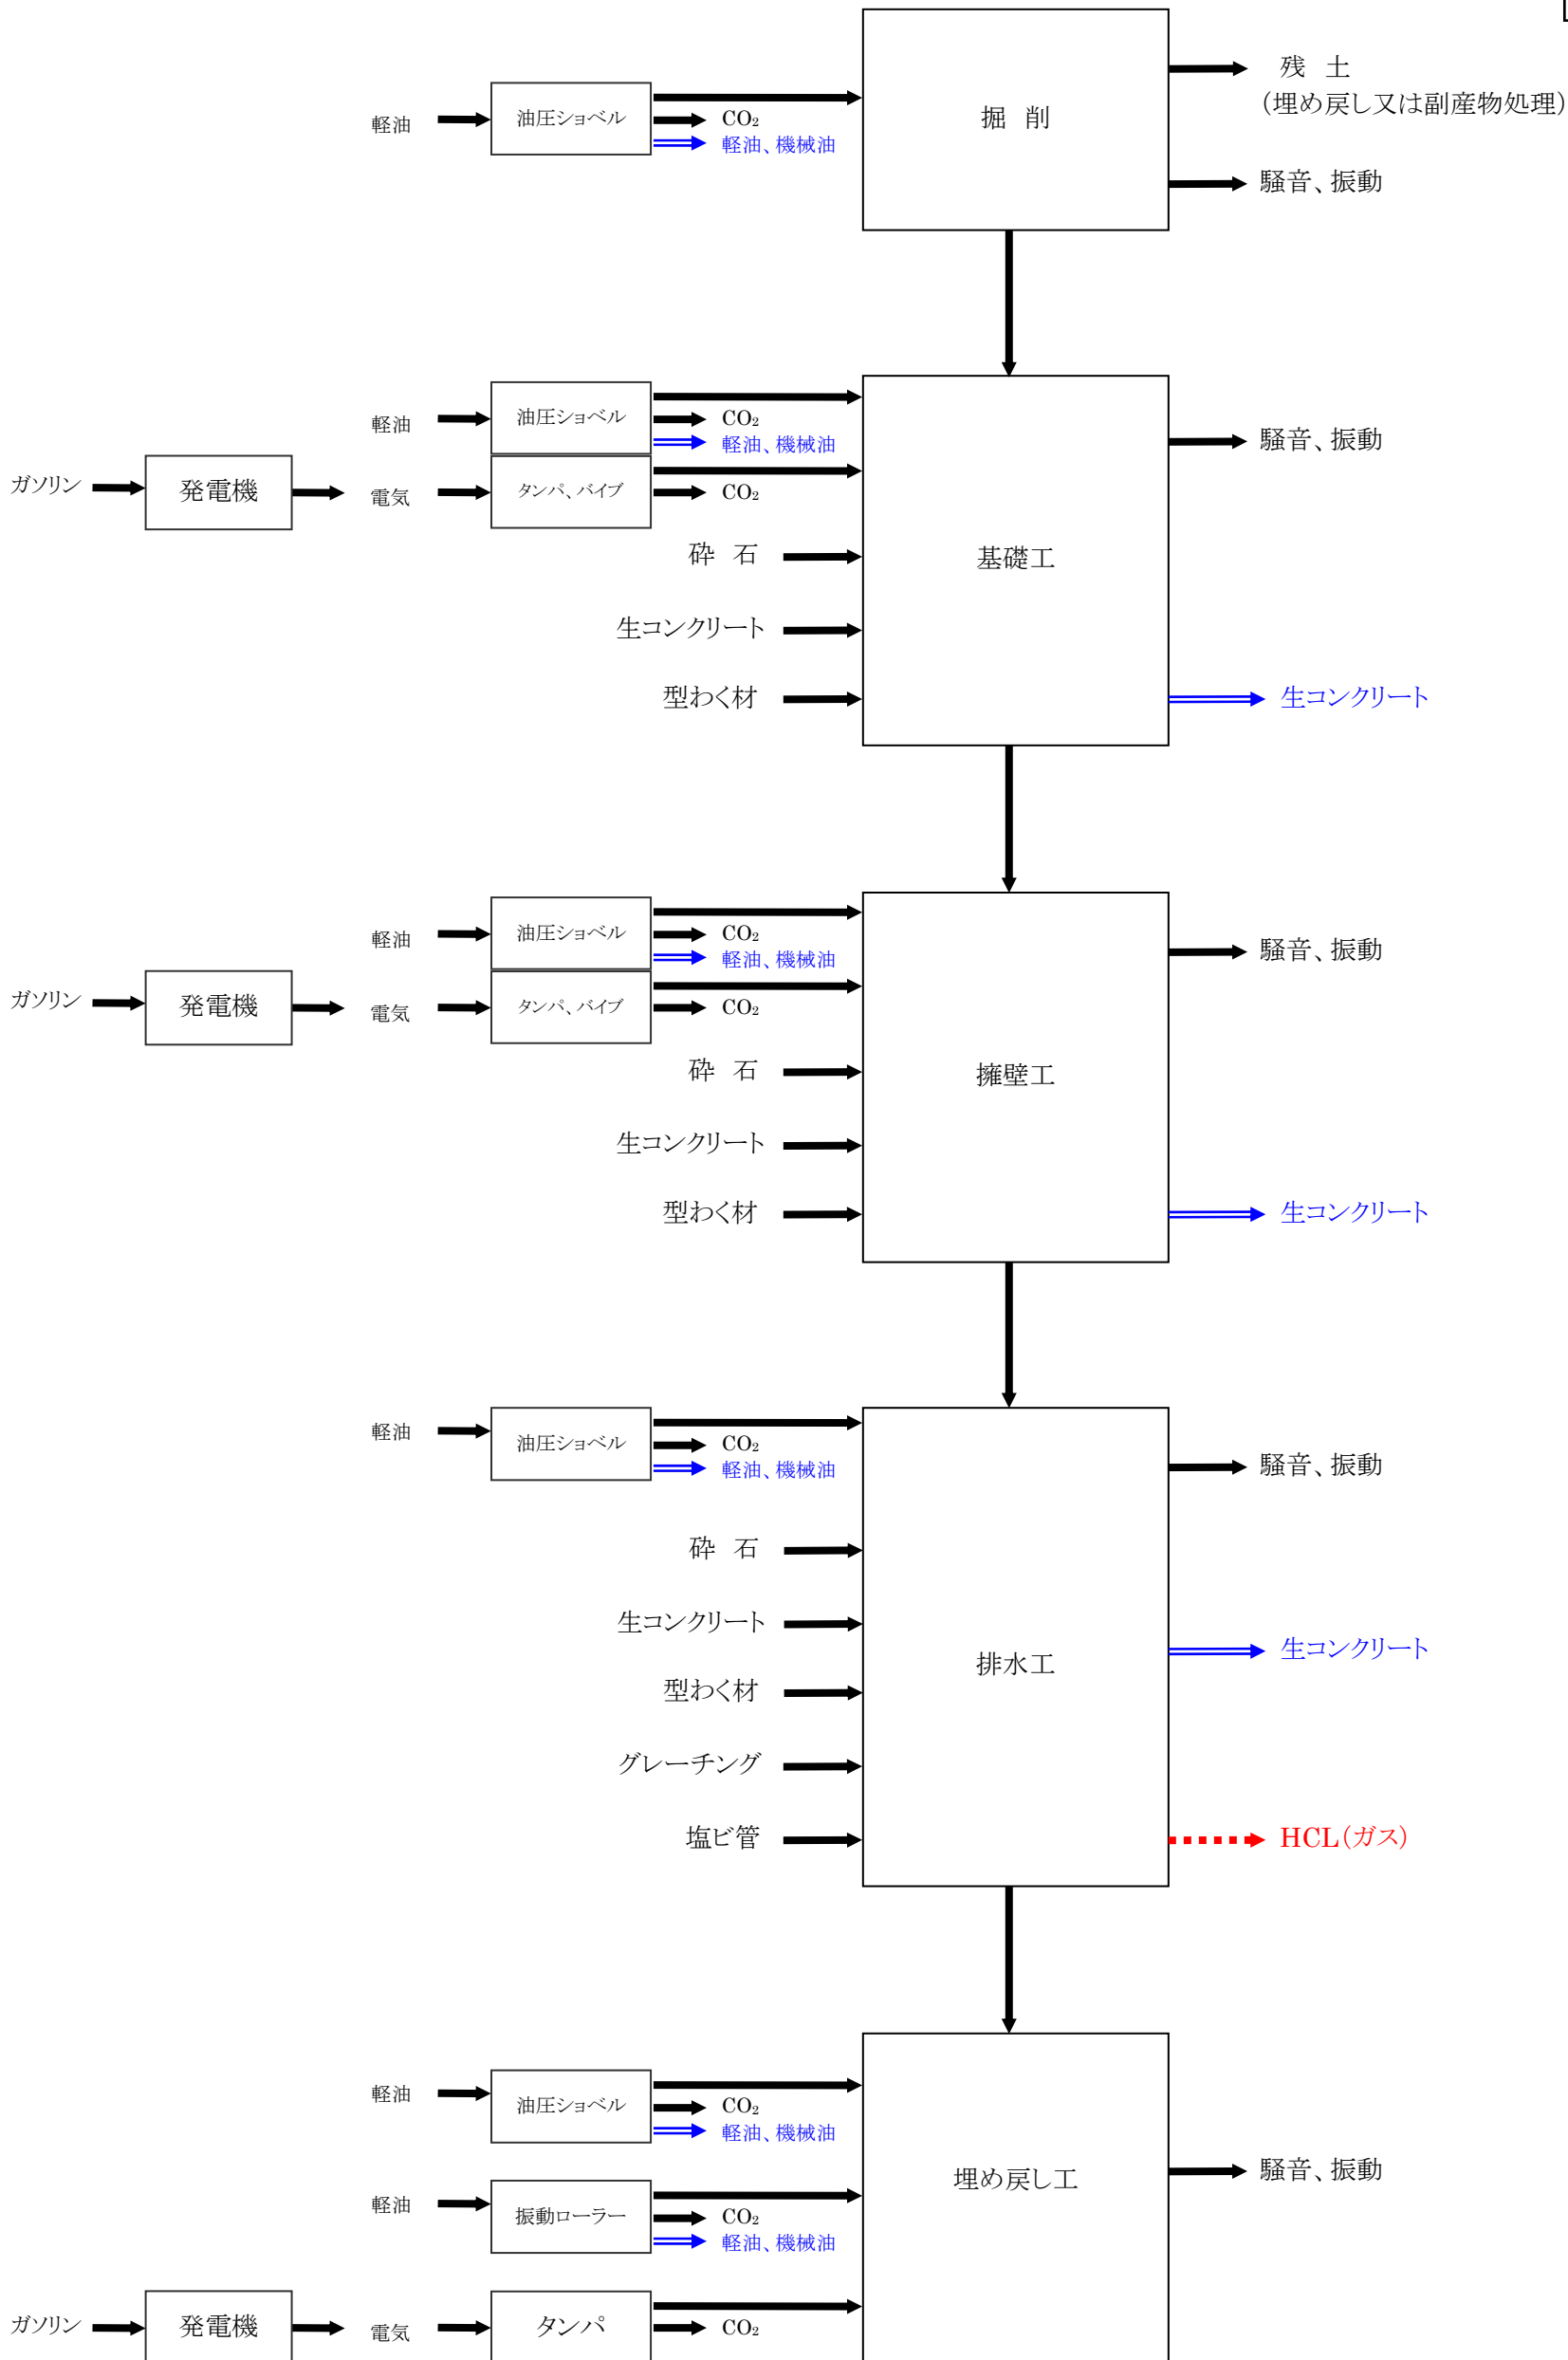 残　土
（埋め戻し又は副産物処理）
軽油
油圧ショベル
CO₂
軽油、機械油
掘　削
騒音、振動
軽油
油圧ショベル
CO₂
軽油、機械油
騒音、振動
ガソリン
発電機
電気
タンパ、バイブ
CO₂
砕　石
基礎工
生コンクリート
型わく材
生コンクリート
軽油
油圧ショベル
CO₂
軽油、機械油
騒音、振動
ガソリン
発電機
電気
タンパ、バイブ
CO₂
砕　石
擁壁工
生コンクリート
型わく材
生コンクリート
軽油
油圧ショベル
CO₂
軽油、機械油
騒音、振動
砕　石
生コンクリート
生コンクリート
排水工
型わく材
グレーチング
塩ビ管
HCL（ガス）
軽油
油圧ショベル
CO₂
軽油、機械油
埋め戻し工
騒音、振動
軽油
振動ローラー
CO₂
軽油、機械油
ガソリン
発電機
電気
タンパ
CO₂